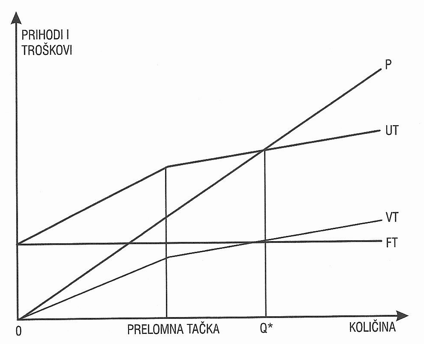 PRIHODI I
TROŠKOVI
P
UT
VT
FT
0
PRELOMNA TAČKA
Q*
KOLIČINA